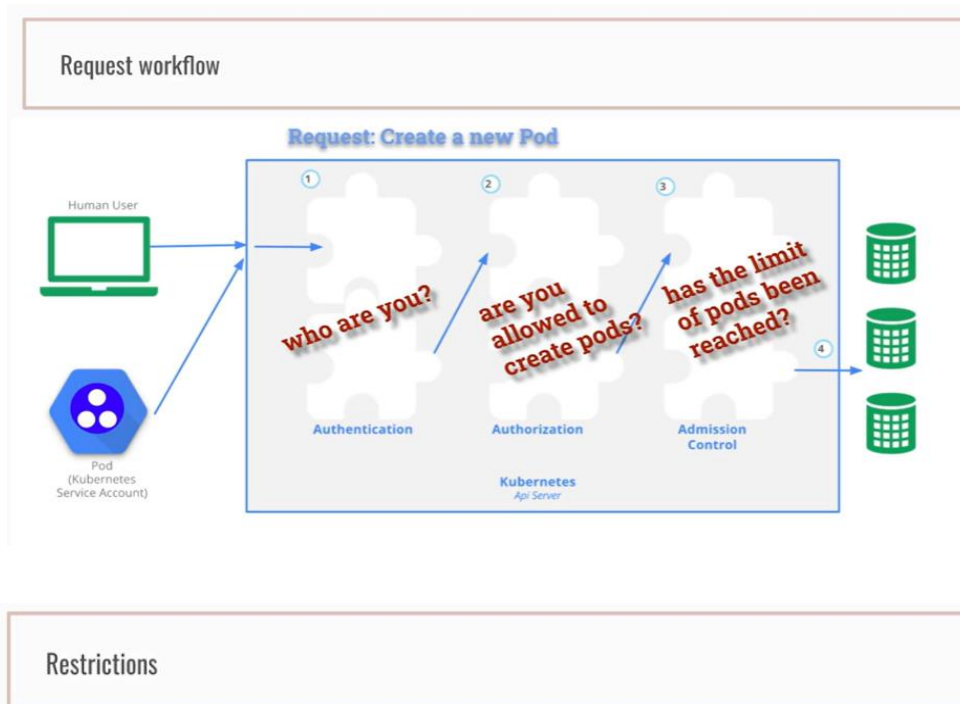 Request workflow
Request: Create a new Pod
1
2
3
Human User
who are you?
are you
allowed to
create pods?
has the limit
of pods been
reached?
4
Authentication
Authorization
Admission
Control
Pod
(Kubernetes
Service Account)
Kubernetes
Api Server
Restrictions